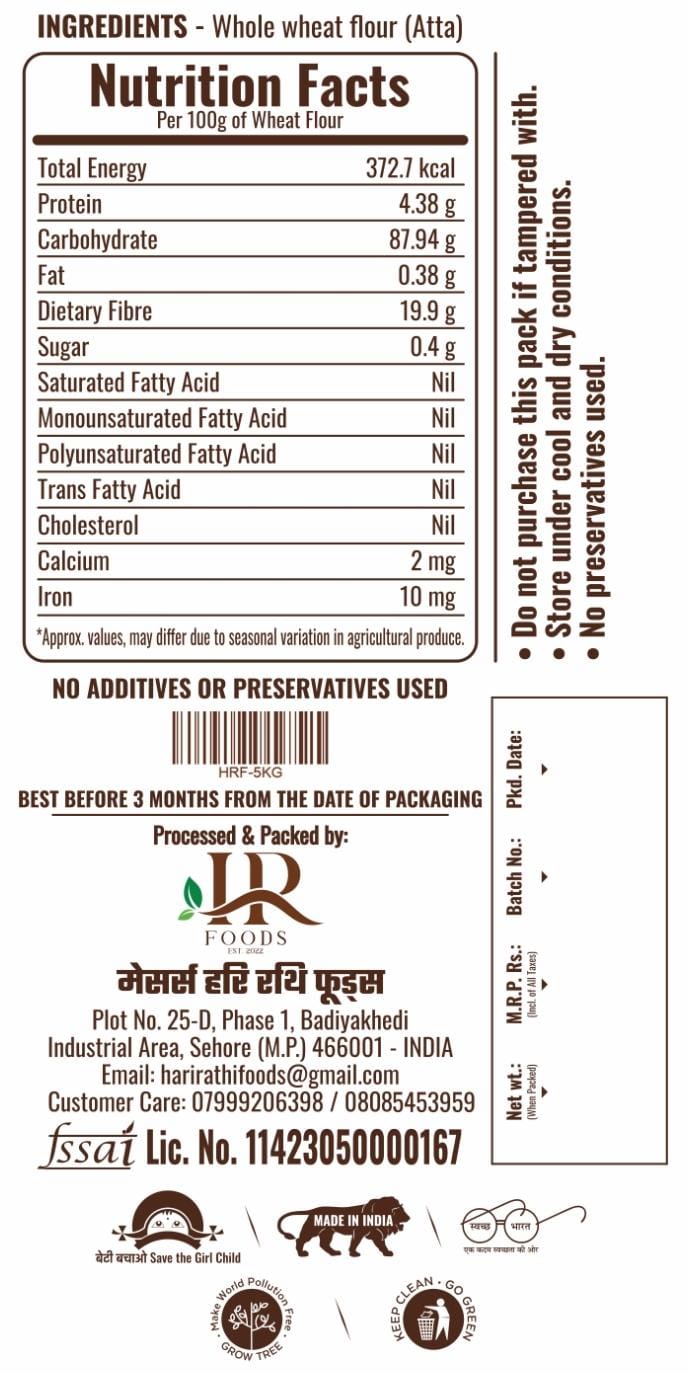 INGREDIENTS - Whole wheat flour (Atta)
Nutrition Facts
Per 100g of Wheat Flour
Total Energy 372.7 kcal
Protein 4.38 g
Carbohydrate 87.94 g
Fat 0.38 g
Dietary Fibre 19.9 g
Sugar 0.4 g
Saturated Fatty Acid Nil
Monounsaturated Fatty Acid Nil
Polyunsaturated Fatty Acid Nil
Trans Fatty Acid Nil
Cholesterol Nil
Calcium 2 mg
Iron 10 mg
*Approx. values, may differ due to seasonal variation in agricultural produce.
• Do not purchase this pack if tampered with.
• Store under cool and dry conditions.
• No preservatives used.
NO ADDITIVES OR PRESERVATIVES USED
HRF-5KG
BEST BEFORE 3 MONTHS FROM THE DATE OF PACKAGING
Processed & Packed by:
HR
FOODS
EST. 2022
मेसर्स हरि रथि फूड्स
Plot No. 25-D, Phase 1, Badiyakhedi
Industrial Area, Sehore (M.P.) 466001 - INDIA
Email: harirathifoods@gmail.com
Customer Care: 07999206398 / 08085453959
fssai Lic. No. 11423050000167
Pkd. Date:
Batch No.:
M.R.P. Rs.:
(Incl. of All Taxes)
Net wt.:
(When Packed)
बेटी बचाओ Save the Girl Child
MADE IN INDIA
स्वच्छ भारत
एक कदम स्वच्छता की ओर
Make World Pollution Free
• GROW TREE •
KEEP CLEAN • GO GREEN